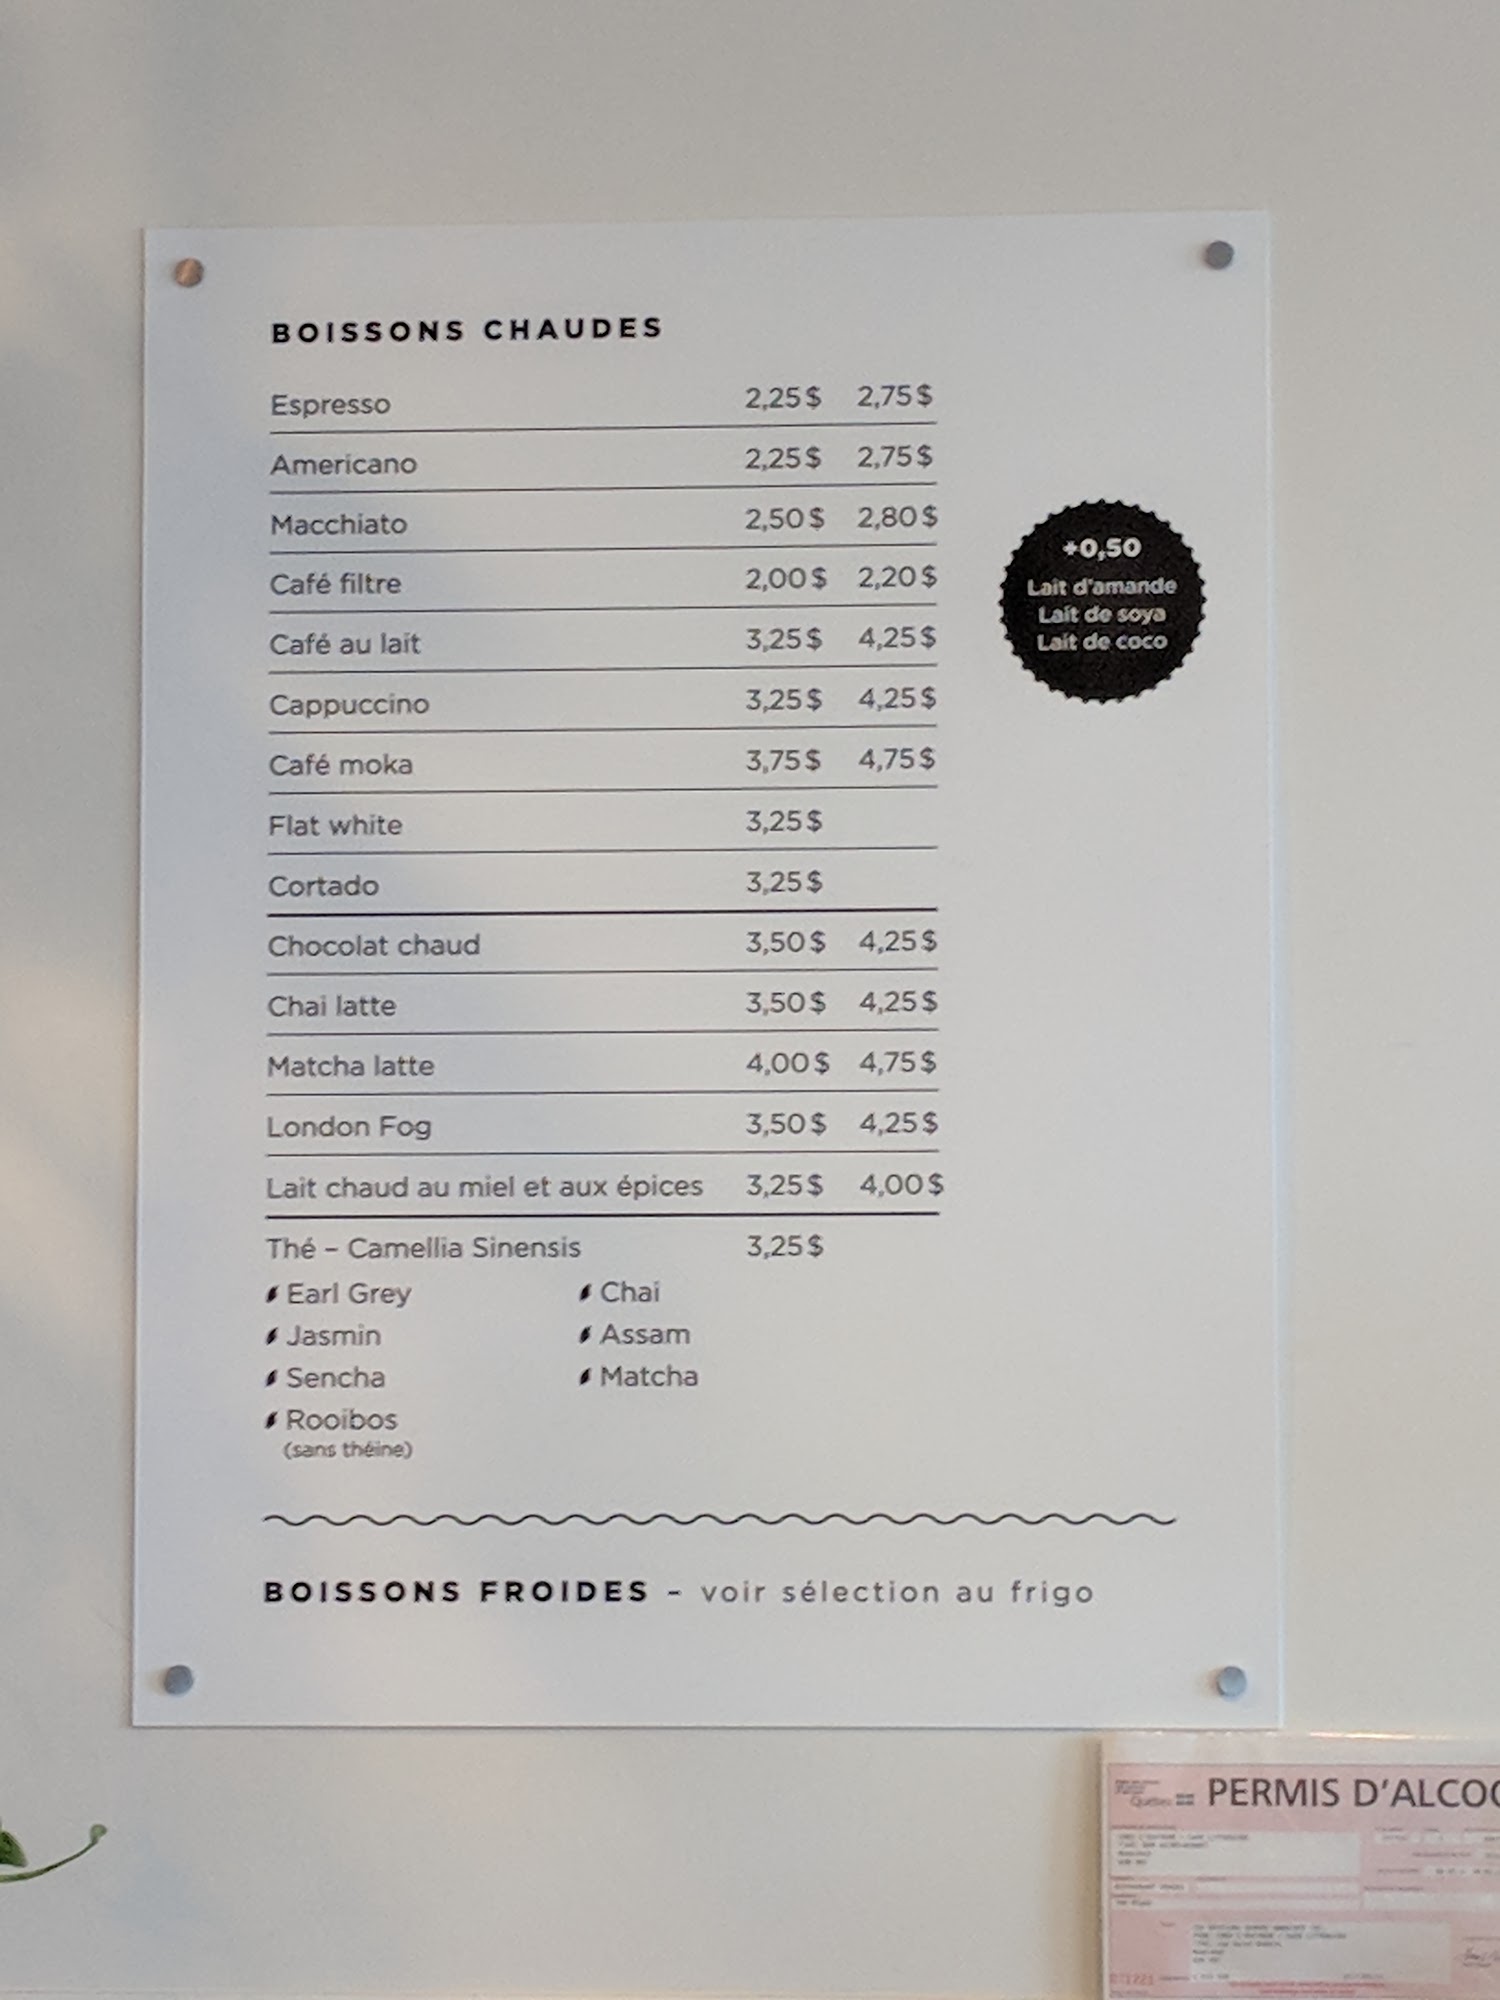 BOISSONS CHAUDES
Espresso 2,25$ 2,75$
Americano 2,25$ 2,75$
Macchiato 2,50$ 2,80$
Café filtre 2,00$ 2,20$
Café au lait 3,25$ 4,25$
Cappuccino 3,25$ 4,25$
Café moka 3,75$ 4,75$
Flat white 3,25$
Cortado 3,25$
Chocolat chaud 3,50$ 4,25$
Chai latte 3,50$ 4,25$
Matcha latte 4,00$ 4,75$
London Fog 3,50$ 4,25$
Lait chaud au miel et aux épices 3,25$ 4,00$
Thé – Camellia Sinensis 3,25$
Earl Grey Chai
Jasmin Assam
Sencha Matcha
Rooibos
(sans théine)
+0,50
Lait d'amande
Lait de soya
Lait de coco
BOISSONS FROIDES – voir sélection au frigo
Québec PERMIS D'ALCOO